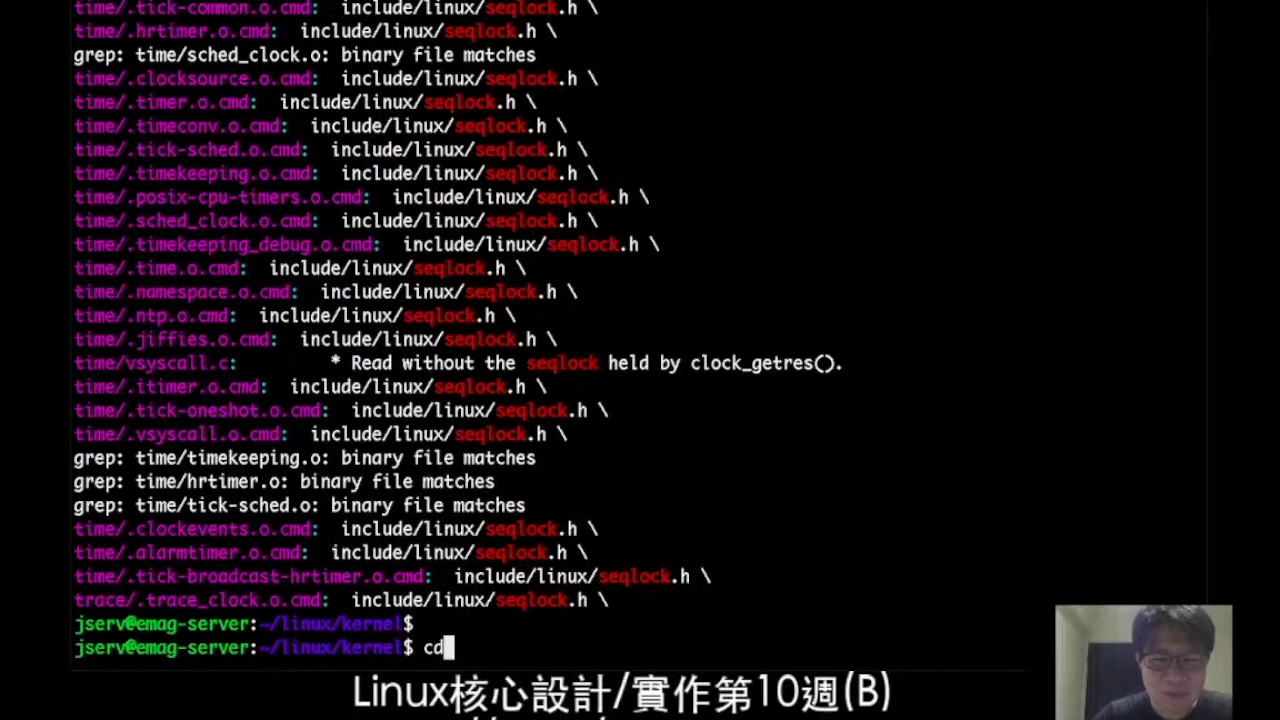 time/.tick-common.o.cmd:  include/linux/seqlock.h \
time/.hrtimer.o.cmd:  include/linux/seqlock.h \
grep: time/sched_clock.o: binary file matches
time/.clocksource.o.cmd:  include/linux/seqlock.h \
time/.timer.o.cmd:  include/linux/seqlock.h \
time/.timeconv.o.cmd:  include/linux/seqlock.h \
time/.tick-sched.o.cmd:  include/linux/seqlock.h \
time/.timekeeping.o.cmd:  include/linux/seqlock.h \
time/.posix-cpu-timers.o.cmd:  include/linux/seqlock.h \
time/.sched_clock.o.cmd:  include/linux/seqlock.h \
time/.timekeeping_debug.o.cmd:  include/linux/seqlock.h \
time/.time.o.cmd:  include/linux/seqlock.h \
time/.namespace.o.cmd:  include/linux/seqlock.h \
time/.ntp.o.cmd:  include/linux/seqlock.h \
time/.jiffies.o.cmd:  include/linux/seqlock.h \
time/vsyscall.c:         * Read without the seqlock held by clock_getres().
time/.itimer.o.cmd:  include/linux/seqlock.h \
time/.tick-oneshot.o.cmd:  include/linux/seqlock.h \
time/.vsyscall.o.cmd:  include/linux/seqlock.h \
grep: time/timekeeping.o: binary file matches
grep: time/hrtimer.o: binary file matches
grep: time/tick-sched.o: binary file matches
time/.clockevents.o.cmd:  include/linux/seqlock.h \
time/.alarmtimer.o.cmd:  include/linux/seqlock.h \
time/.tick-broadcast-hrtimer.o.cmd:  include/linux/seqlock.h \
trace/.trace_clock.o.cmd:  include/linux/seqlock.h \
jserv@emag-server:~/linux/kernel$
jserv@emag-server:~/linux/kernel$ cd
Linux核心設計/實作第10週(B)